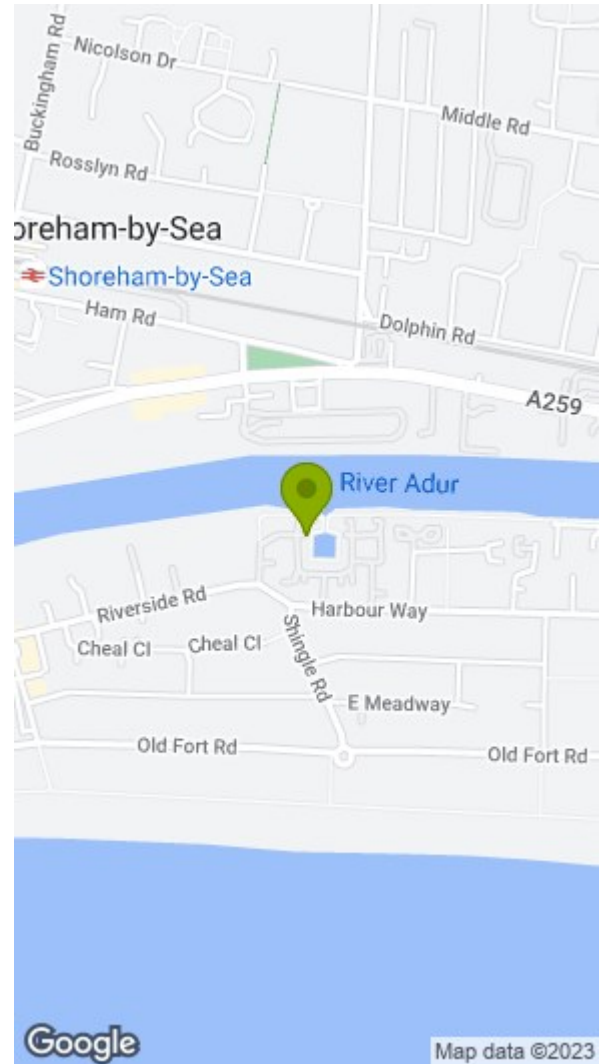 Nicolson Dr
Buckingham Rd
Middle Rd
Rosslyn Rd
oreham-by-Sea
Shoreham-by-Sea
Ham Rd
Dolphin Rd
A259
River Adur
Riverside Rd
Harbour Way
Cheal Cl
Cheal Cl
Shingle Rd
E Meadway
Old Fort Rd
Old Fort Rd
Google
Map data ©2023